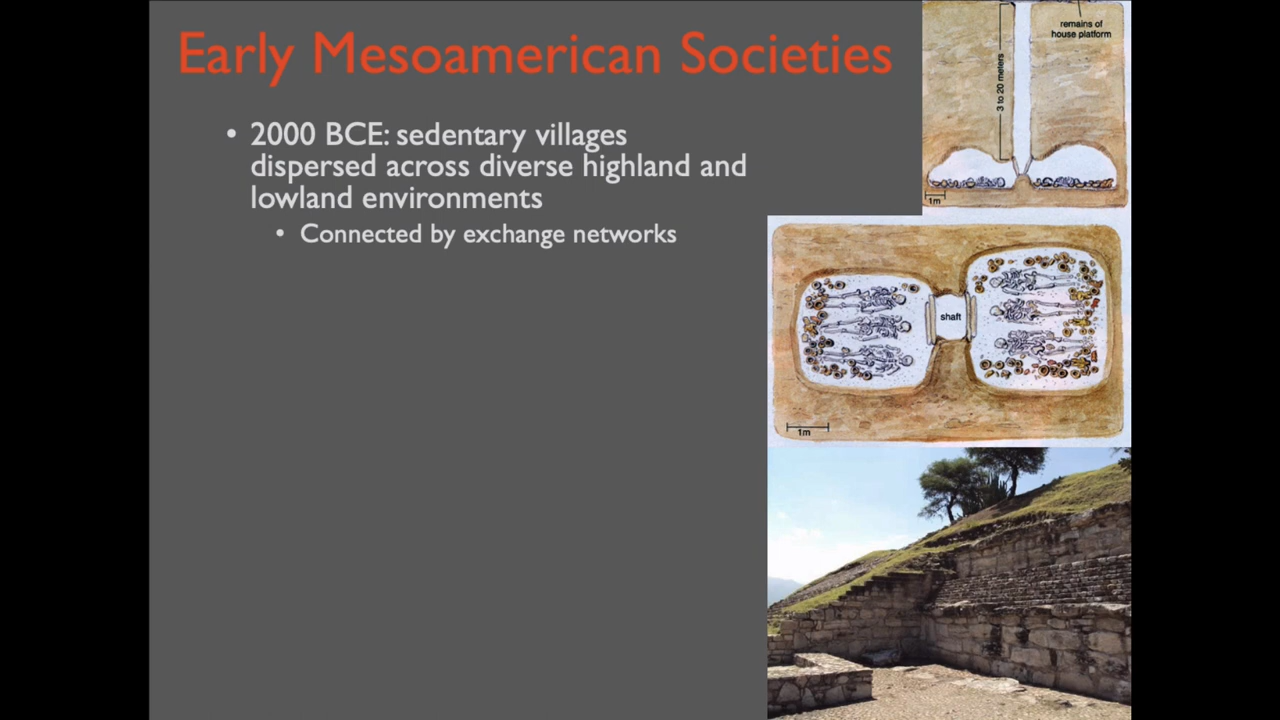 Early Mesoamerican Societies
• 2000 BCE: sedentary villages
dispersed across diverse highland and
lowland environments
• Connected by exchange networks
remains of
house platform
3 to 20 meters
1m
shaft
1m